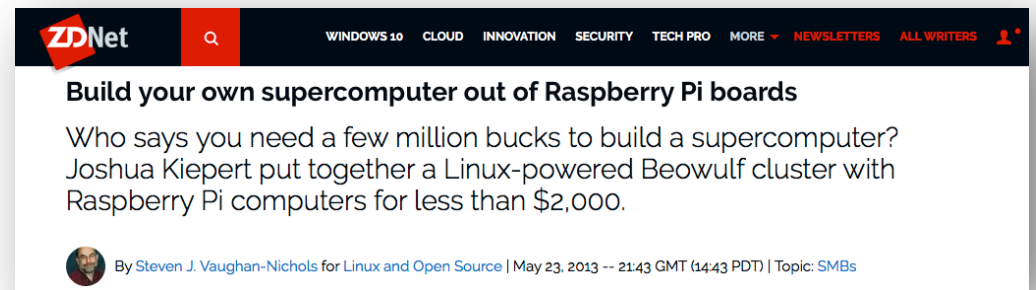 ZDNet WINDOWS 10 CLOUD INNOVATION SECURITY TECH PRO MORE NEWSLETTERS ALL WRITERS
Build your own supercomputer out of Raspberry Pi boards
Who says you need a few million bucks to build a supercomputer?
Joshua Kiepert put together a Linux-powered Beowulf cluster with
Raspberry Pi computers for less than $2,000.
By Steven J. Vaughan-Nichols for Linux and Open Source | May 23, 2013 -- 21:43 GMT (14:43 PDT) | Topic: SMBs